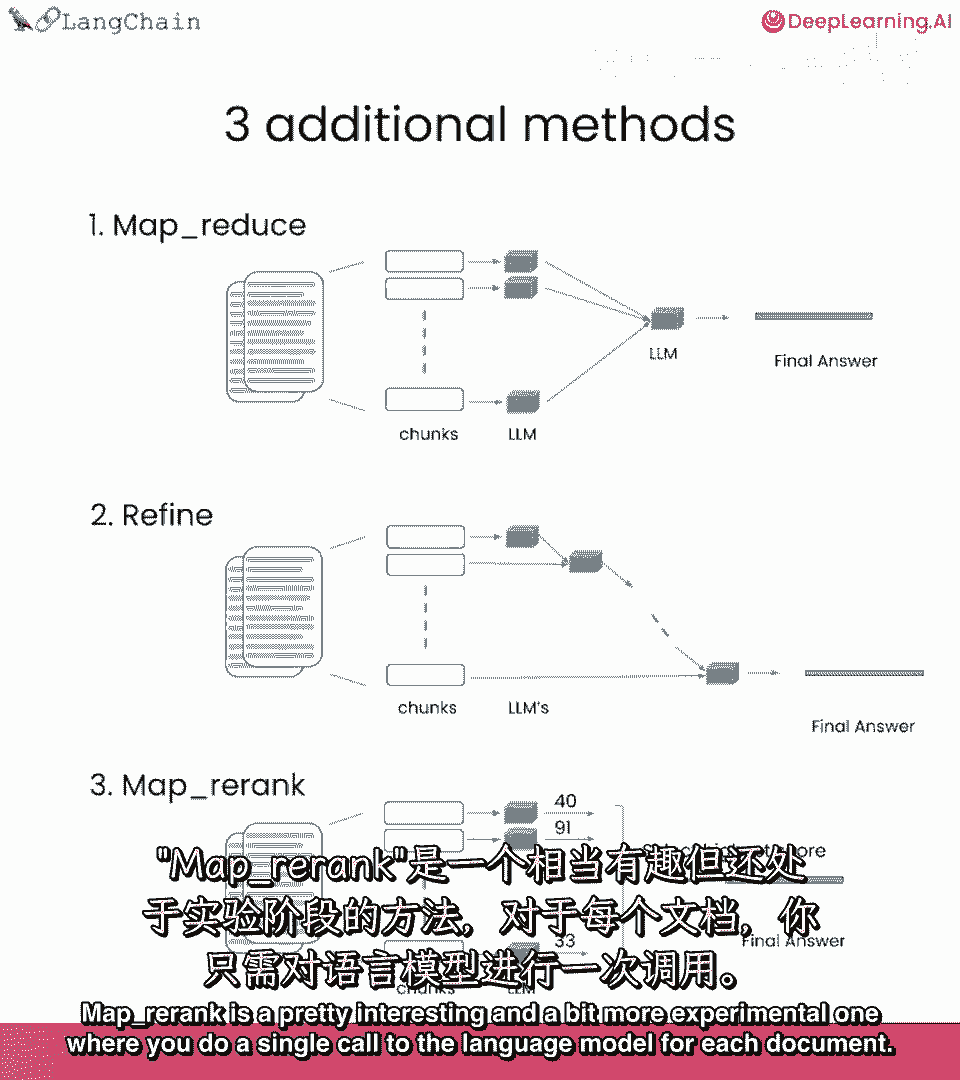 LangChain
DeepLearning.AI
3 additional methods
1. Map_reduce
LLM
Final Answer
chunks LLM
2. Refine
chunks LLM's
Final Answer
3. Map_rerank
40
91
"Map_rerank"是一个相当有趣但还处
于实验阶段的方法，对于每个文档，你
33
Final Answer
只需对语言模型进行一次调用。
chunks LLM
Map_rerank is a pretty interesting and a bit more experimental one
where you do a single call to the language model for each document.